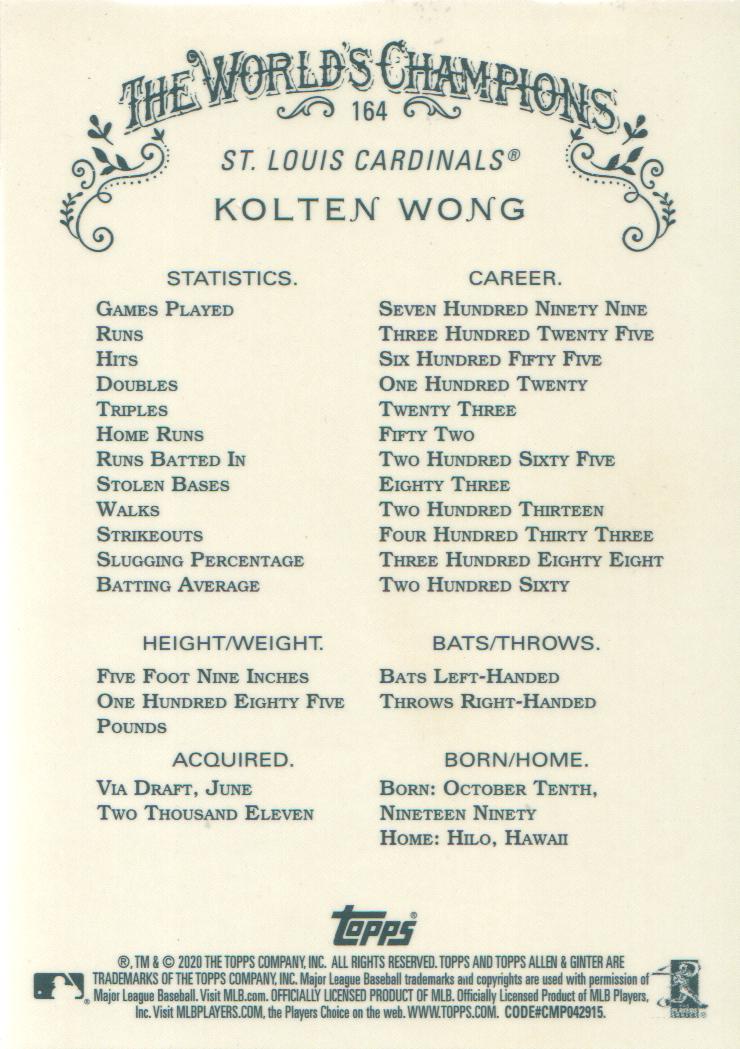 THE WORLD'S CHAMPIONS
164
ST. LOUIS CARDINALS®
KOLTEN WONG
STATISTICS. CAREER.
GAMES PLAYED SEVEN HUNDRED NINETY NINE
RUNS THREE HUNDRED TWENTY FIVE
HITS SIX HUNDRED FIFTY FIVE
DOUBLES ONE HUNDRED TWENTY
TRIPLES TWENTY THREE
HOME RUNS FIFTY TWO
RUNS BATTED IN TWO HUNDRED SIXTY FIVE
STOLEN BASES EIGHTY THREE
WALKS TWO HUNDRED THIRTEEN
STRIKEOUTS FOUR HUNDRED THIRTY THREE
SLUGGING PERCENTAGE THREE HUNDRED EIGHTY EIGHT
BATTING AVERAGE TWO HUNDRED SIXTY
HEIGHT/WEIGHT. BATS/THROWS.
FIVE FOOT NINE INCHES BATS LEFT-HANDED
ONE HUNDRED EIGHTY FIVE THROWS RIGHT-HANDED
POUNDS
ACQUIRED. BORN/HOME.
VIA DRAFT, JUNE BORN: OCTOBER TENTH,
TWO THOUSAND ELEVEN NINETEEN NINETY
HOME: HILO, HAWAII
TOPPS®
®, TM & © 2020 THE TOPPS COMPANY, INC. ALL RIGHTS RESERVED. TOPPS AND TOPPS ALLEN & GINTER ARE
TRADEMARKS OF THE TOPPS COMPANY, INC. Major League Baseball trademarks and copyrights are used with permission of
Major League Baseball. Visit MLB.com. OFFICIALLY LICENSED PRODUCT OF MLB. Officially Licensed Product of MLB Players,
Inc. Visit MLBPLAYERS.COM, the Players Choice on the web. WWW.TOPPS.COM. CODE#CMP042915.